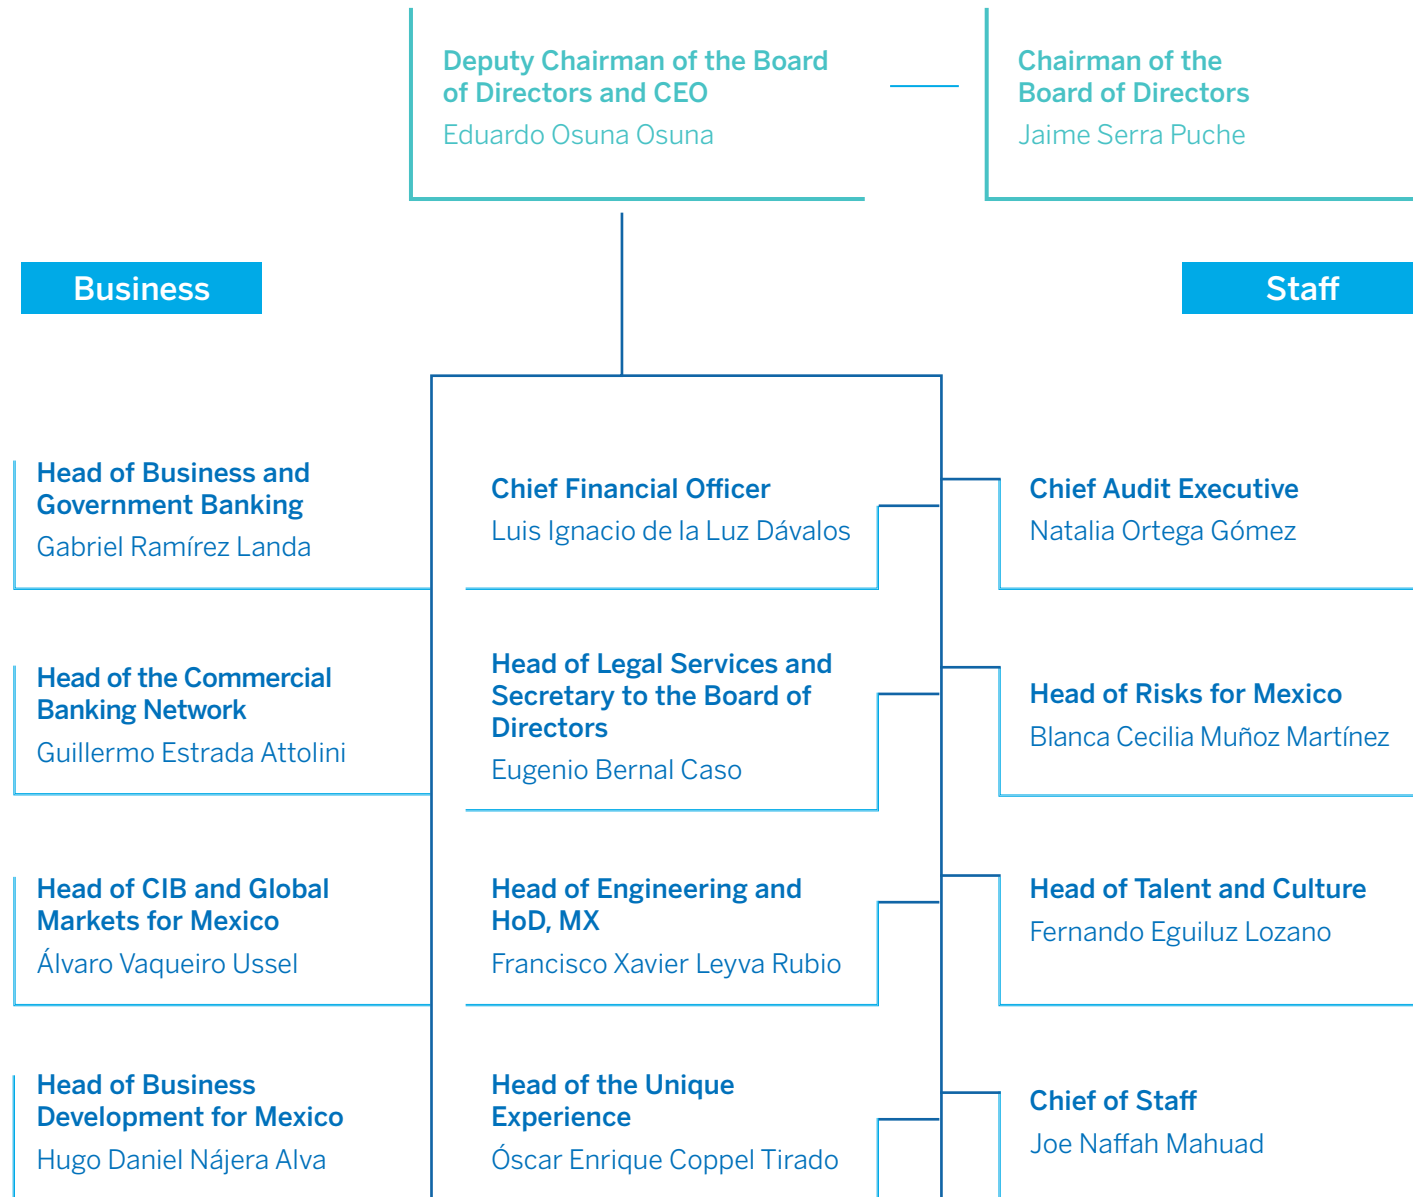 Deputy Chairman of the Board
of Directors and CEO
Eduardo Osuna Osuna
Chairman of the
Board of Directors
Jaime Serra Puche
Business
Staff
Head of Business and
Government Banking
Gabriel Ramírez Landa
Chief Financial Officer
Luis Ignacio de la Luz Dávalos
Chief Audit Executive
Natalia Ortega Gómez
Head of the Commercial
Banking Network
Guillermo Estrada Attolini
Head of Legal Services and
Secretary to the Board of
Directors
Eugenio Bernal Caso
Head of Risks for Mexico
Blanca Cecilia Muñoz Martínez
Head of CIB and Global
Markets for Mexico
Álvaro Vaqueiro Ussel
Head of Engineering and
HoD, MX
Francisco Xavier Leyva Rubio
Head of Talent and Culture
Fernando Eguiluz Lozano
Head of Business
Development for Mexico
Hugo Daniel Nájera Alva
Head of the Unique
Experience
Óscar Enrique Coppel Tirado
Chief of Staff
Joe Naffah Mahuad